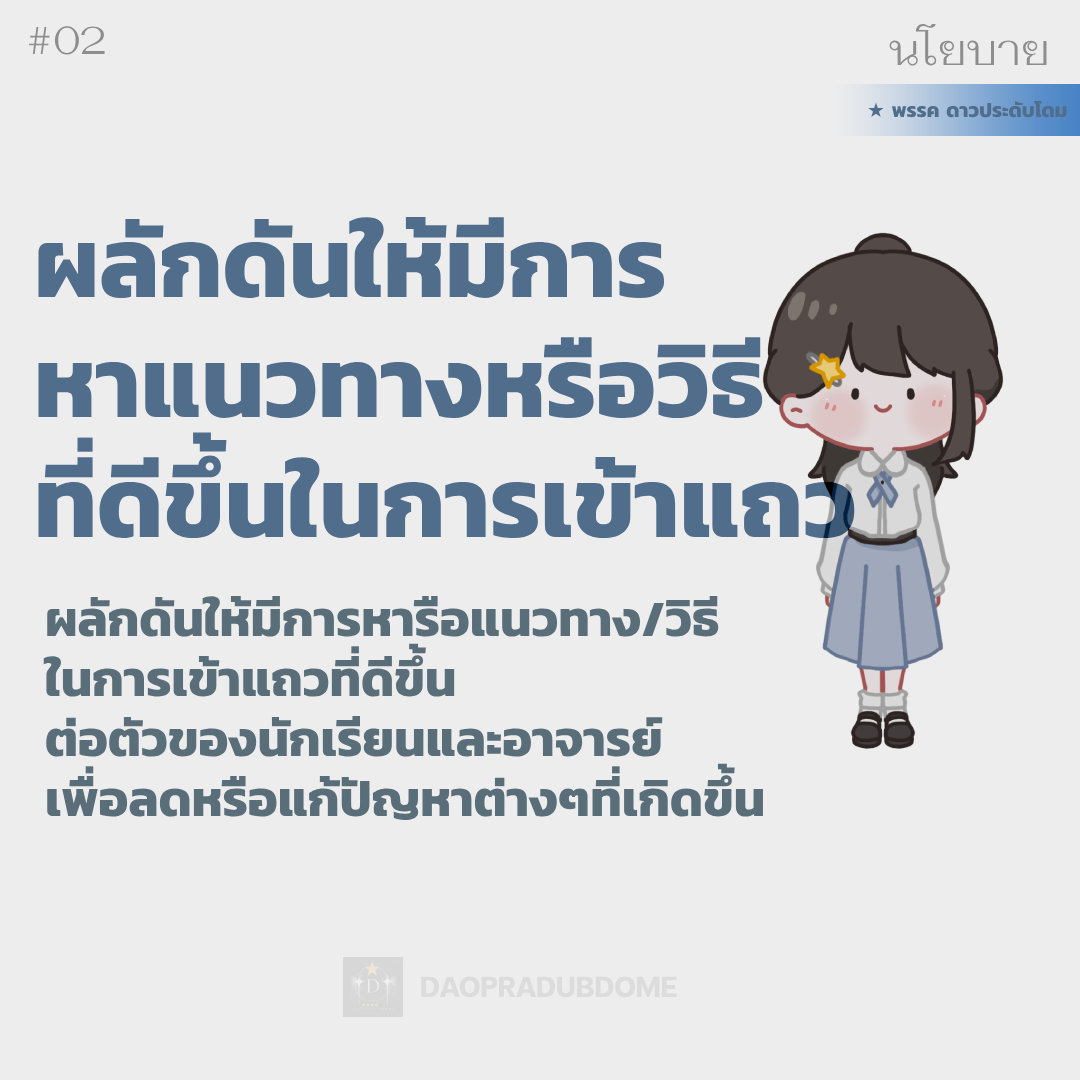 #02
นโยบาย
★ พรรค ดาวประดับโดม
ผลักดันให้มีการ
หาแนวทางหรือวิธี
ที่ดีขึ้นในการเข้าแถว
ผลักดันให้มีการหารือแนวทาง/วิธี
ในการเข้าแถวที่ดีขึ้น
ต่อตัวของนักเรียนและอาจารย์
เพื่อลดหรือแก้ปัญหาต่างๆที่เกิดขึ้น
D
DAOPRADUBDOME